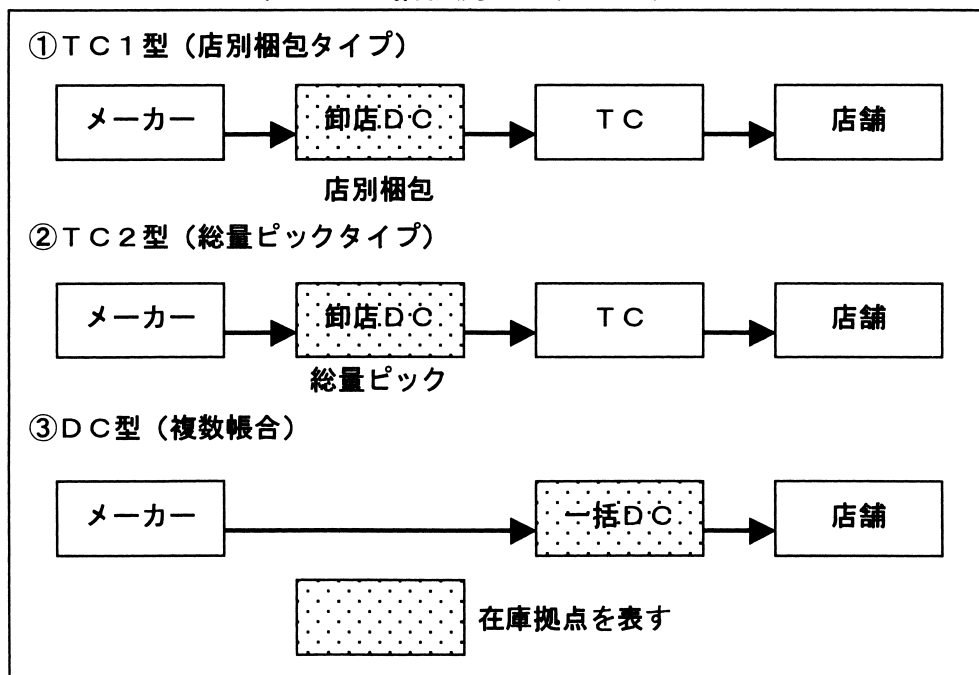 ①ＴＣ１型（店別梱包タイプ）
メーカー 卸店ＤＣ ＴＣ 店舗
店別梱包
②ＴＣ２型（総量ピックタイプ）
メーカー 卸店ＤＣ ＴＣ 店舗
総量ピック
③ＤＣ型（複数帳合）
メーカー 一括ＤＣ 店舗
在庫拠点を表す